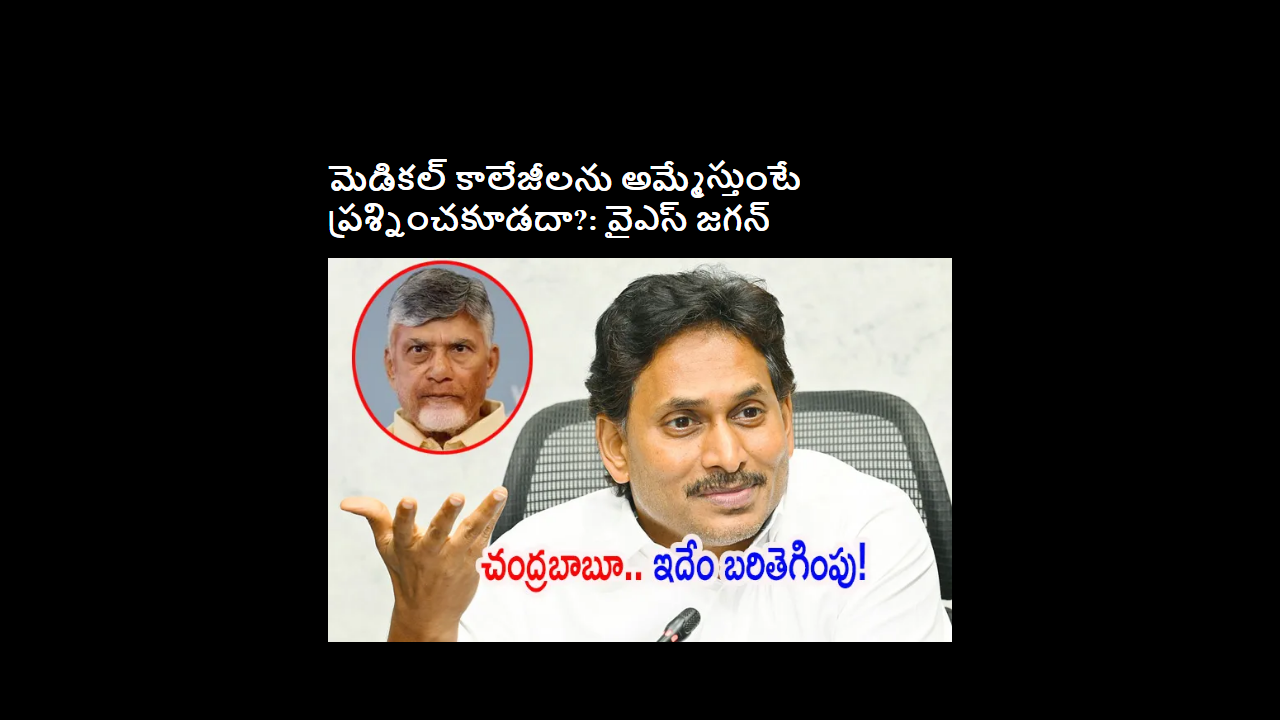 మెడికల్ కాలేజీలను అమ్మేస్తుంటే
ప్రశ్నించకూడదా?: వైఎస్ జగన్
చంద్రబాబూ.. ఇదేం బరితెగింపు!